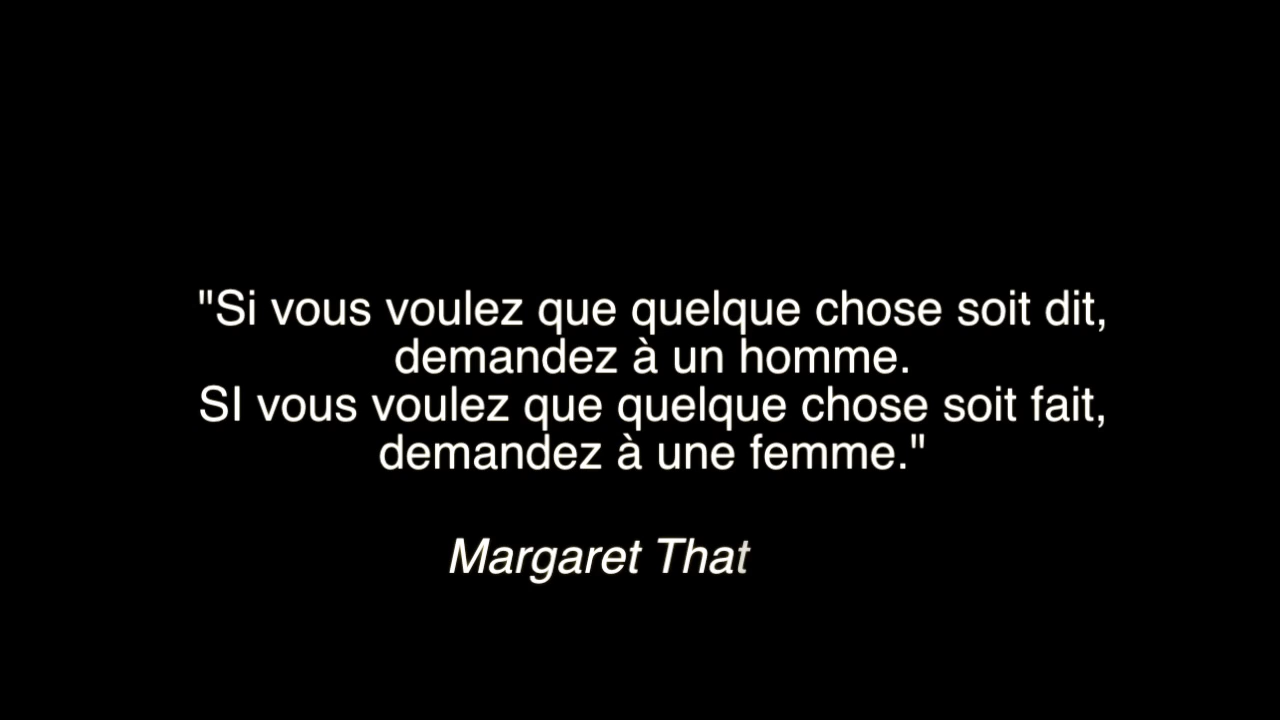 "Si vous voulez que quelque chose soit dit,
demandez à un homme.
SI vous voulez que quelque chose soit fait,
demandez à une femme."
Margaret That